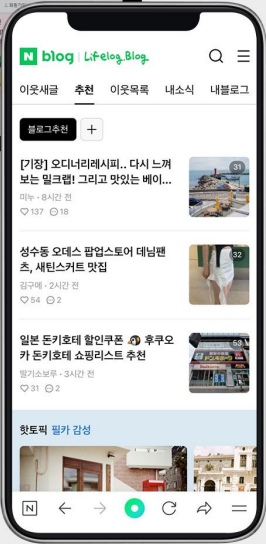 N blog Lifelog.Blog
이웃새글 추천 이웃목록 내소식 내블로그
블로그추천 +
[기장] 오디너리레시피.. 다시 느껴
보는 밀크랩! 그리고 맛있는 베이...
미누 · 8시간 전
137 18
31
성수동 오데스 팝업스토어 데님팬
츠, 새틴스커트 맛집
김구에 · 2시간 전
54 2
32
일본 돈키호테 할인쿠폰 🎧 후쿠오
카 돈키호테 쇼핑리스트 추천
발기소보루 · 3시간 전
31 2
53
핫토픽 필카 감성
N